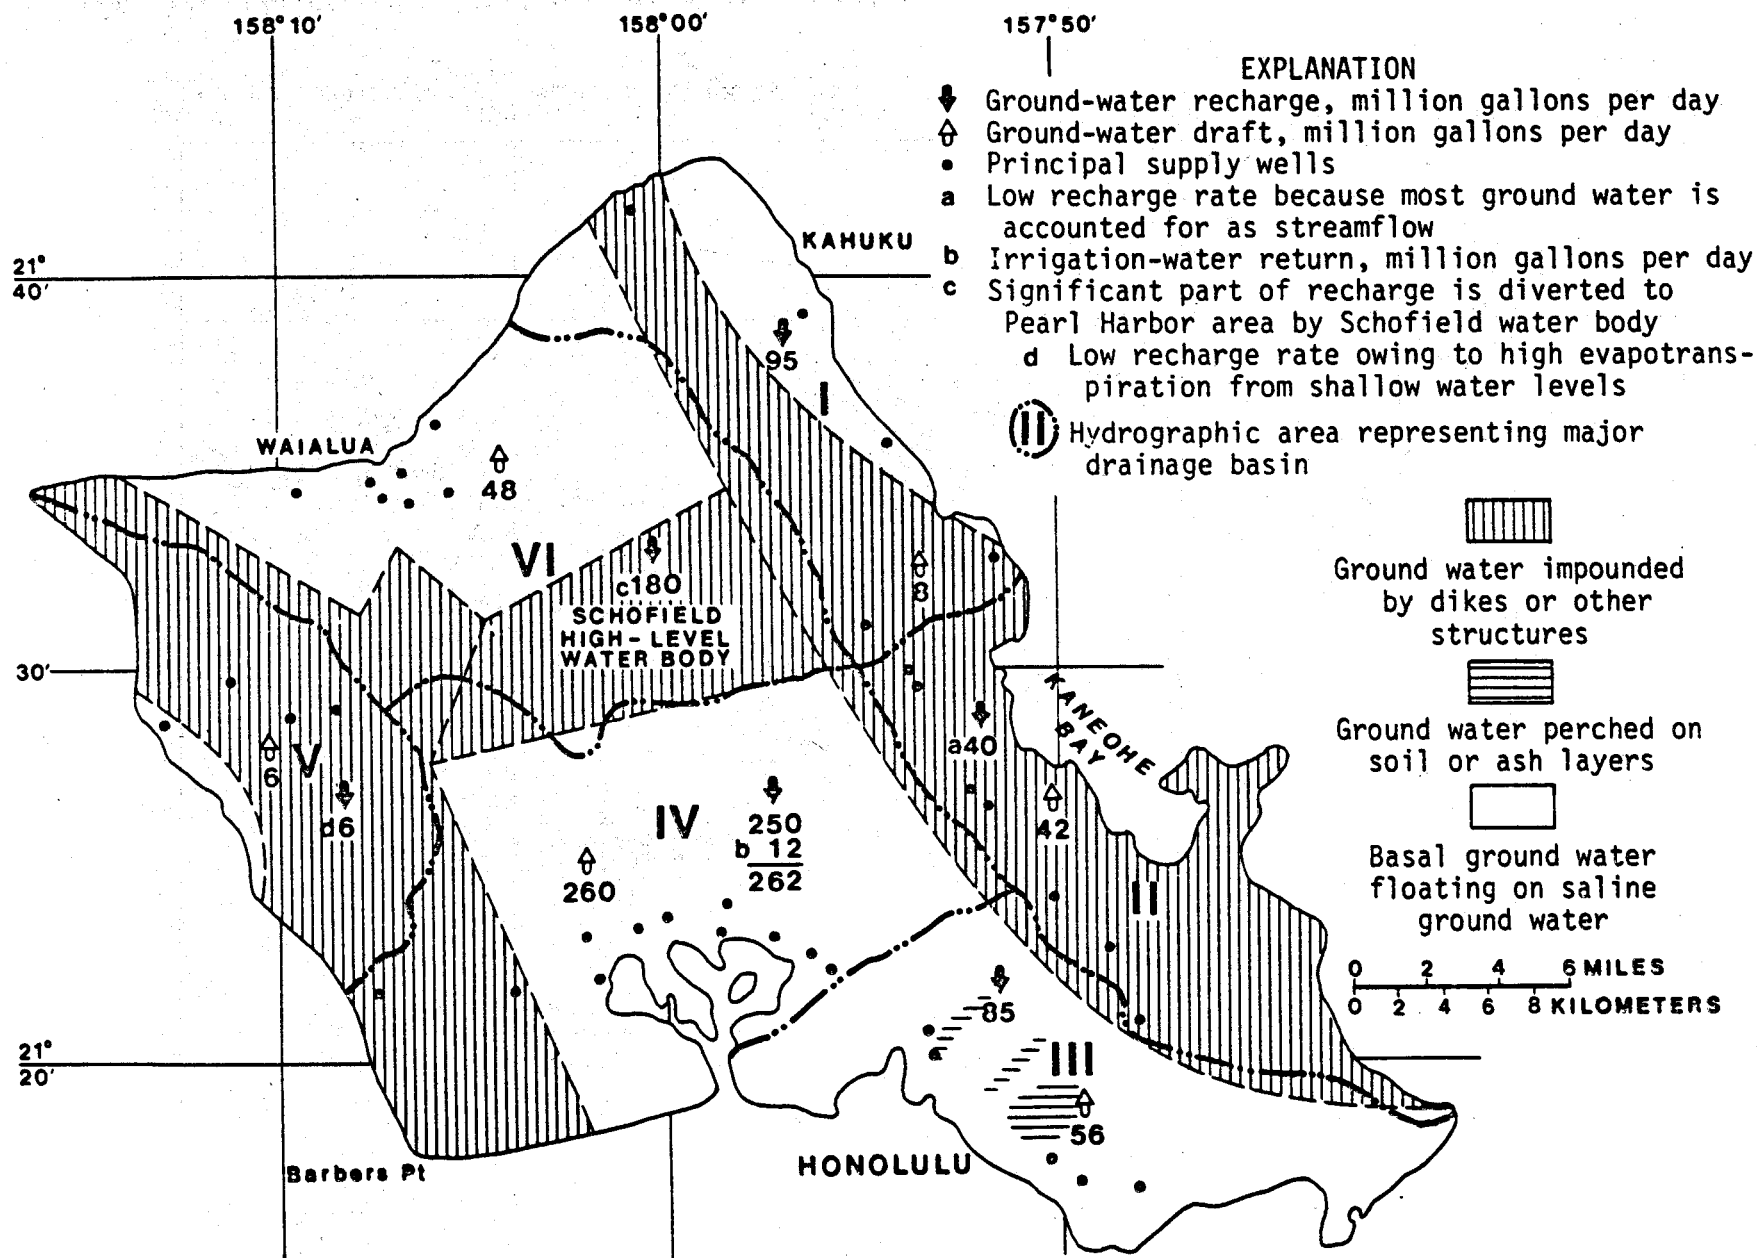 158°10′
158°00′
157°50′
EXPLANATION
Ground-water recharge, million gallons per day
Ground-water draft, million gallons per day
Principal supply wells
a Low recharge rate because most ground water is
accounted for as streamflow
b Irrigation-water return, million gallons per day
c Significant part of recharge is diverted to
Pearl Harbor area by Schofield water body
d Low recharge rate owing to high evapotrans-
piration from shallow water levels
II Hydrographic area representing major
drainage basin
Ground water impounded
by dikes or other
structures
Ground water perched on
soil or ash layers
Basal ground water
floating on saline
ground water
0 2 4 6 MILES
0 2 4 6 8 KILOMETERS
KAHUKU
21°
40′
95
I
WAIALUA
48
VI
c180
SCHOFIELD
HIGH-LEVEL
WATER BODY
8
30′
KANEOHE
BAY
a40
V
6
d6
IV
250
b 12
262
260
42
II
85
III
21°
20′
56
HONOLULU
Barbers Pt